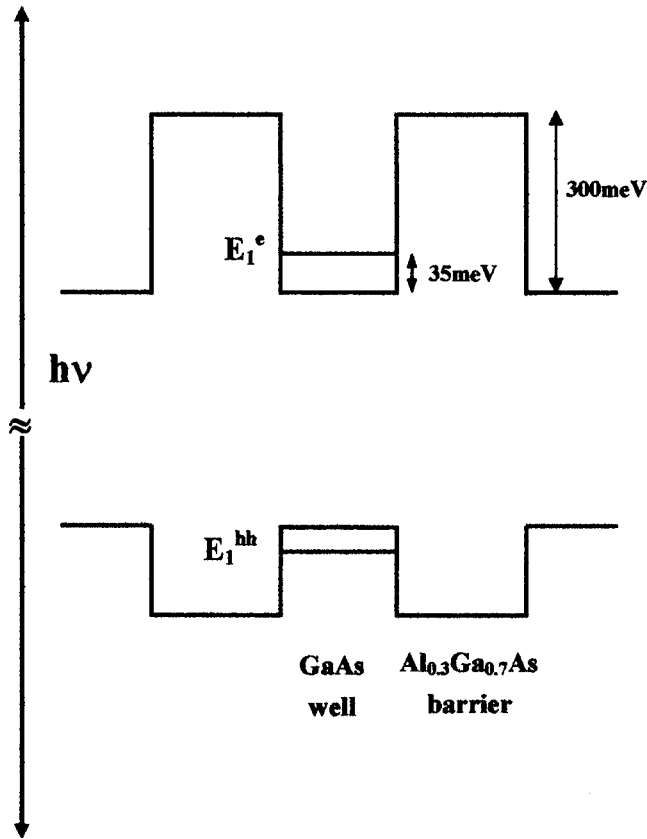 300meV
E₁ᵉ
35meV
hν
≈
E₁ʰʰ
GaAs
well
Al₀.₃Ga₀.₇As
barrier